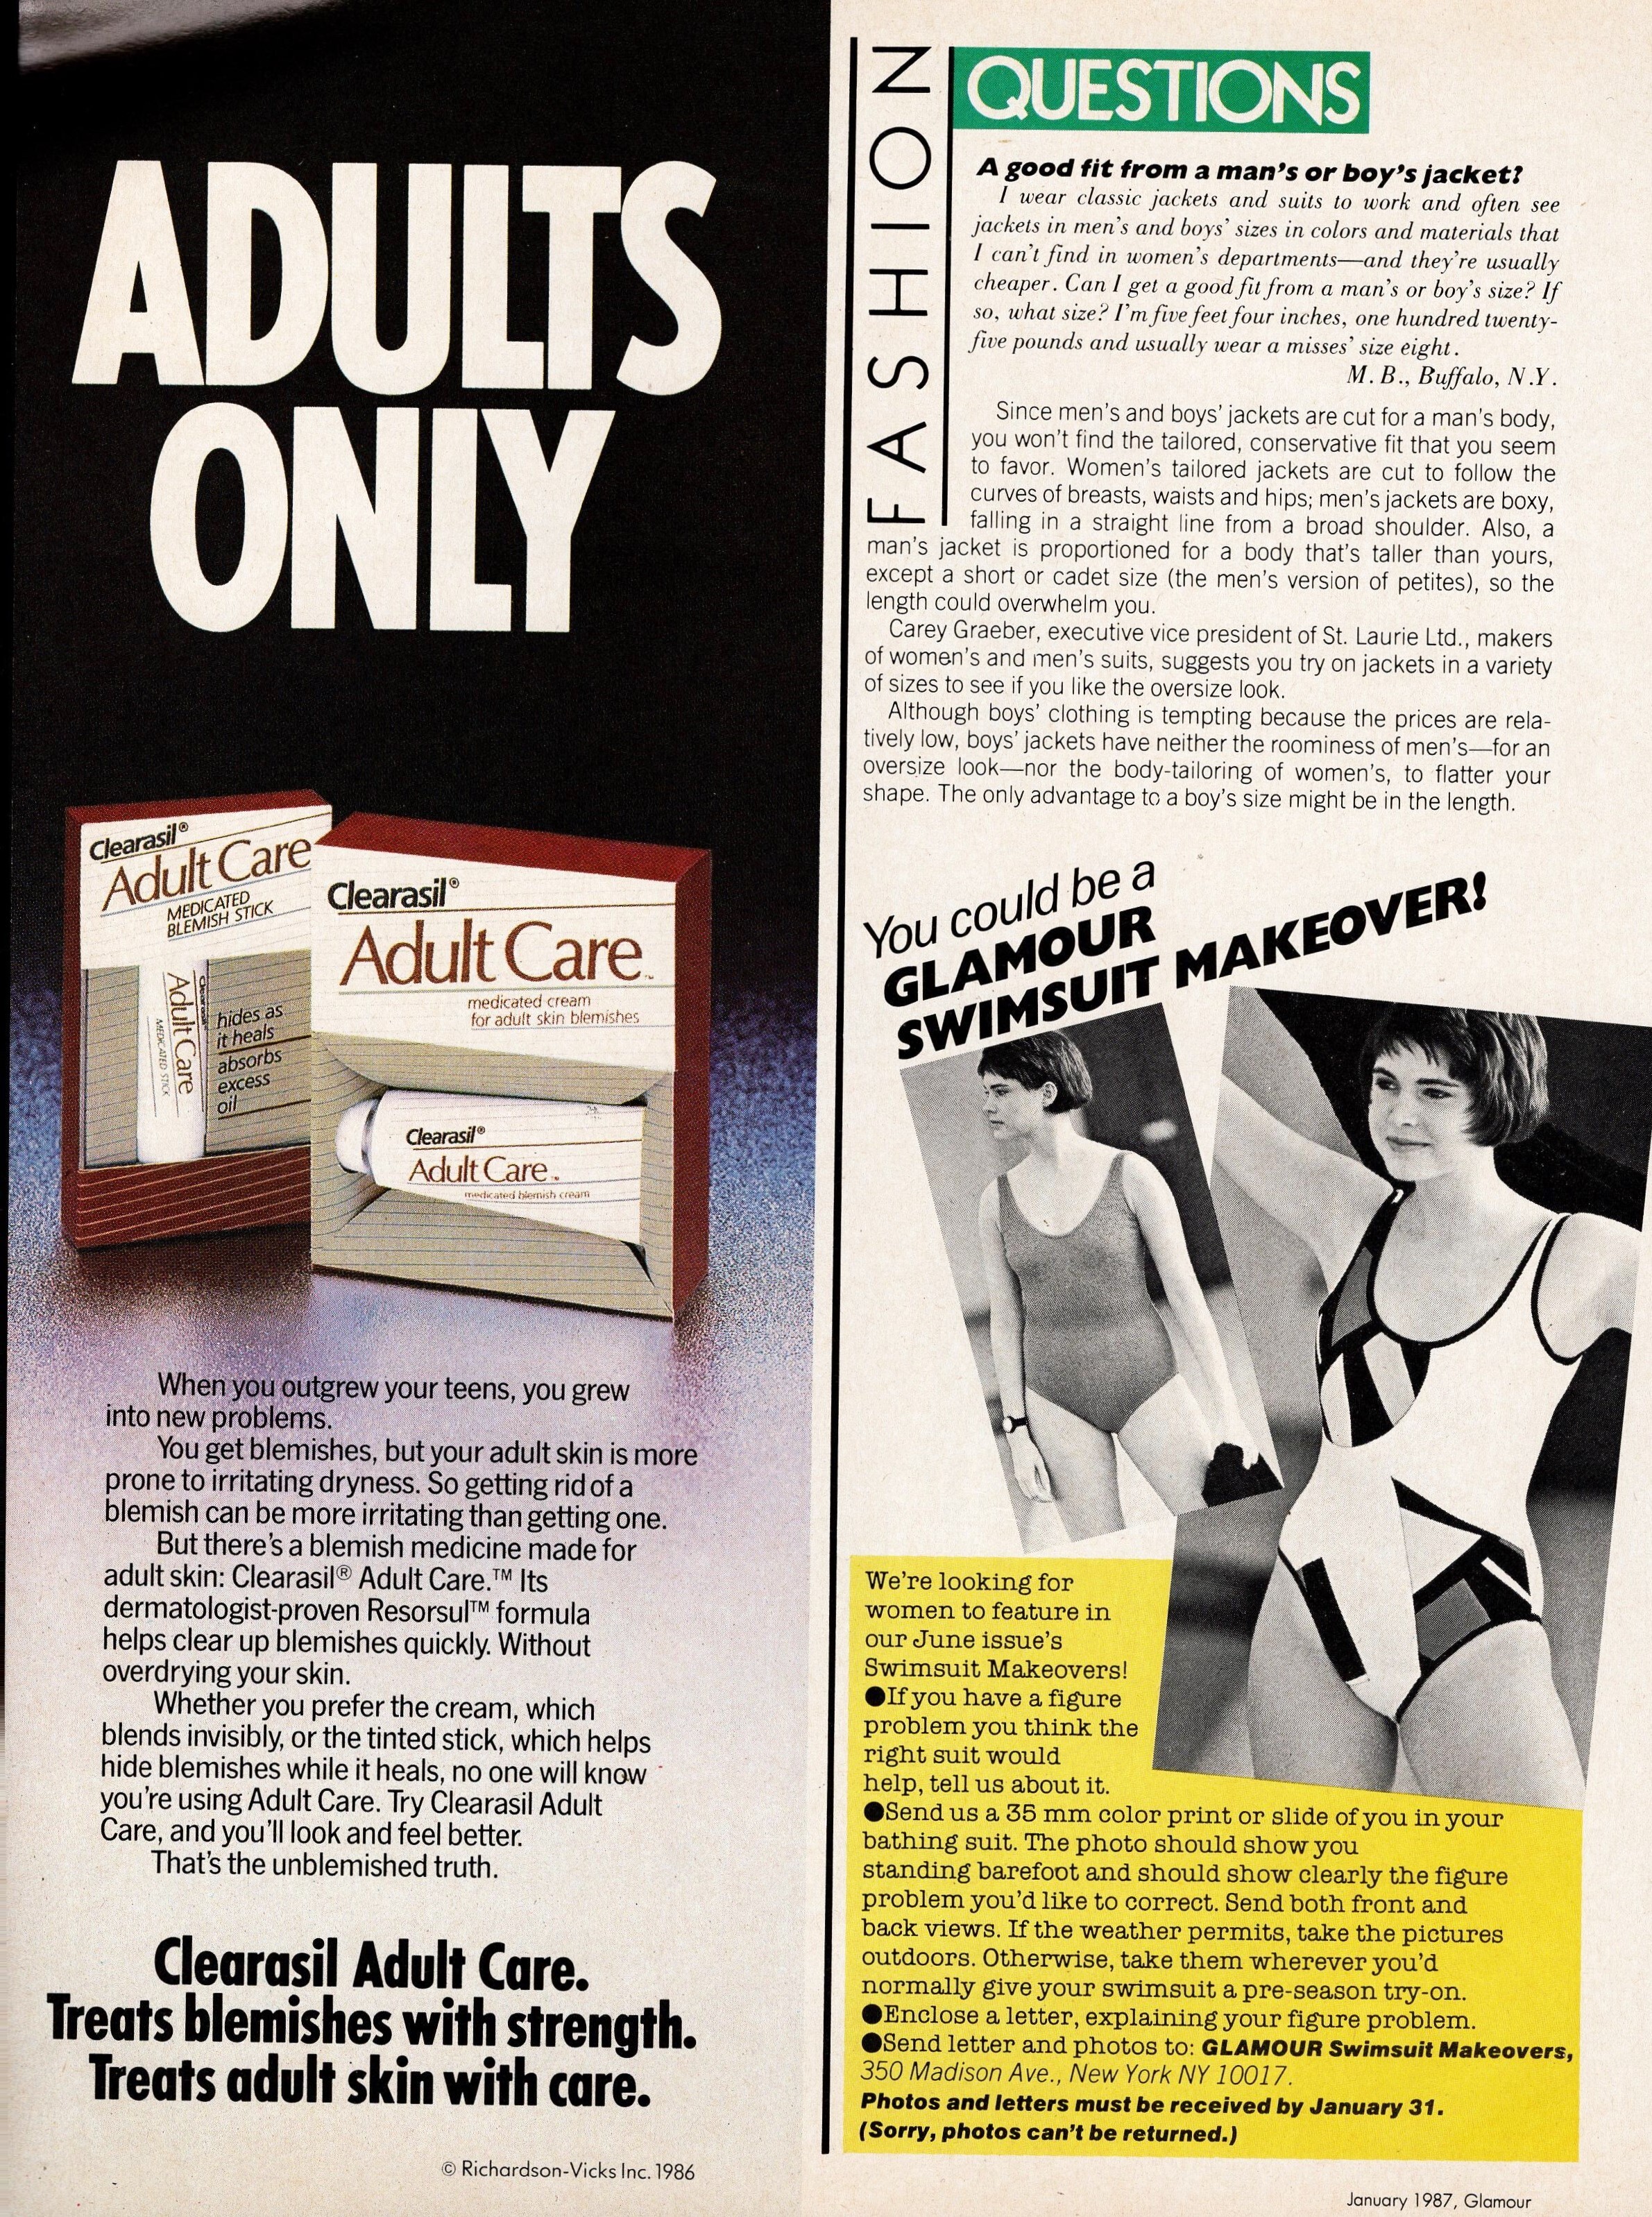 ADULTS
ONLY
Clearasil®
Adult Care
MEDICATED
BLEMISH STICK
Clearasil
Adult Care
MEDICATED STICK
hides as
it heals
absorbs
excess
oil
Clearasil®
Adult Care™
medicated cream
for adult skin blemishes
Clearasil®
Adult Care™
medicated blemish cream
When you outgrew your teens, you grew
into new problems.
You get blemishes, but your adult skin is more
prone to irritating dryness. So getting rid of a
blemish can be more irritating than getting one.
But there's a blemish medicine made for
adult skin: Clearasil® Adult Care.™ Its
dermatologist-proven Resorsul™ formula
helps clear up blemishes quickly. Without
overdrying your skin.
Whether you prefer the cream, which
blends invisibly, or the tinted stick, which helps
hide blemishes while it heals, no one will know
you're using Adult Care. Try Clearasil Adult
Care, and you'll look and feel better.
That's the unblemished truth.
Clearasil Adult Care.
Treats blemishes with strength.
Treats adult skin with care.
© Richardson-Vicks Inc. 1986
FASHION
QUESTIONS
A good fit from a man's or boy's jacket?
I wear classic jackets and suits to work and often see
jackets in men's and boys' sizes in colors and materials that
I can't find in women's departments—and they're usually
cheaper. Can I get a good fit from a man's or boy's size? If
so, what size? I'm five feet four inches, one hundred twenty-
five pounds and usually wear a misses' size eight.
M.B., Buffalo, N.Y.
Since men's and boys' jackets are cut for a man's body,
you won't find the tailored, conservative fit that you seem
to favor. Women's tailored jackets are cut to follow the
curves of breasts, waists and hips; men's jackets are boxy,
falling in a straight line from a broad shoulder. Also, a
man's jacket is proportioned for a body that's taller than yours,
except a short or cadet size (the men's version of petites), so the
length could overwhelm you.
Carey Graeber, executive vice president of St. Laurie Ltd., makers
of women's and men's suits, suggests you try on jackets in a variety
of sizes to see if you like the oversize look.
Although boys' clothing is tempting because the prices are rela-
tively low, boys' jackets have neither the roominess of men's—for an
oversize look—nor the body-tailoring of women's, to flatter your
shape. The only advantage to a boy's size might be in the length.
You could be a
GLAMOUR
SWIMSUIT MAKEOVER!
We're looking for
women to feature in
our June issue's
Swimsuit Makeovers!
●If you have a figure
problem you think the
right suit would
help, tell us about it.
●Send us a 35 mm color print or slide of you in your
bathing suit. The photo should show you
standing barefoot and should show clearly the figure
problem you'd like to correct. Send both front and
back views. If the weather permits, take the pictures
outdoors. Otherwise, take them wherever you'd
normally give your swimsuit a pre-season try-on.
●Enclose a letter, explaining your figure problem.
●Send letter and photos to: GLAMOUR Swimsuit Makeovers,
350 Madison Ave., New York NY 10017.
Photos and letters must be received by January 31.
(Sorry, photos can't be returned.)
January 1987, Glamour